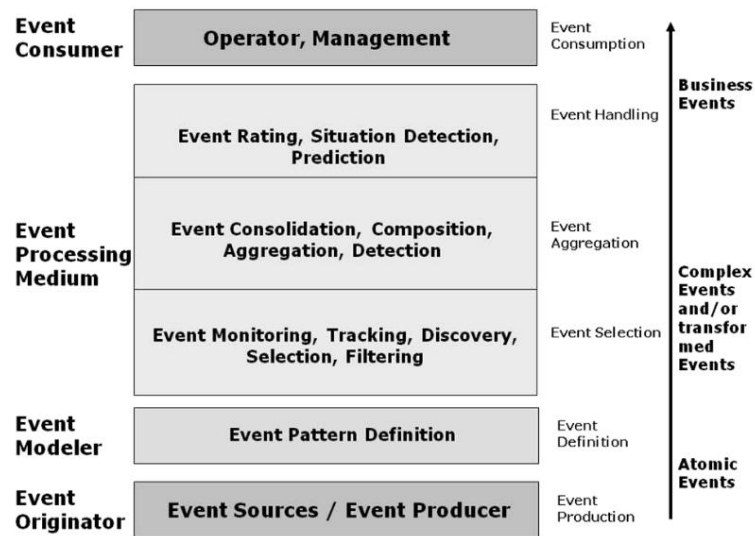 Event
Consumer
Operator, Management
Event
Consumption
Business
Events
Event Handling
Event Rating, Situation Detection,
Prediction
Event
Processing
Medium
Event Consolidation, Composition,
Aggregation, Detection
Event
Aggregation
Complex
Events
and/or
transfor
med
Events
Event Monitoring, Tracking, Discovery,
Selection, Filtering
Event Selection
Event
Modeler
Event Pattern Definition
Event
Definition
Atomic
Events
Event
Originator
Event Sources / Event Producer
Event
Production